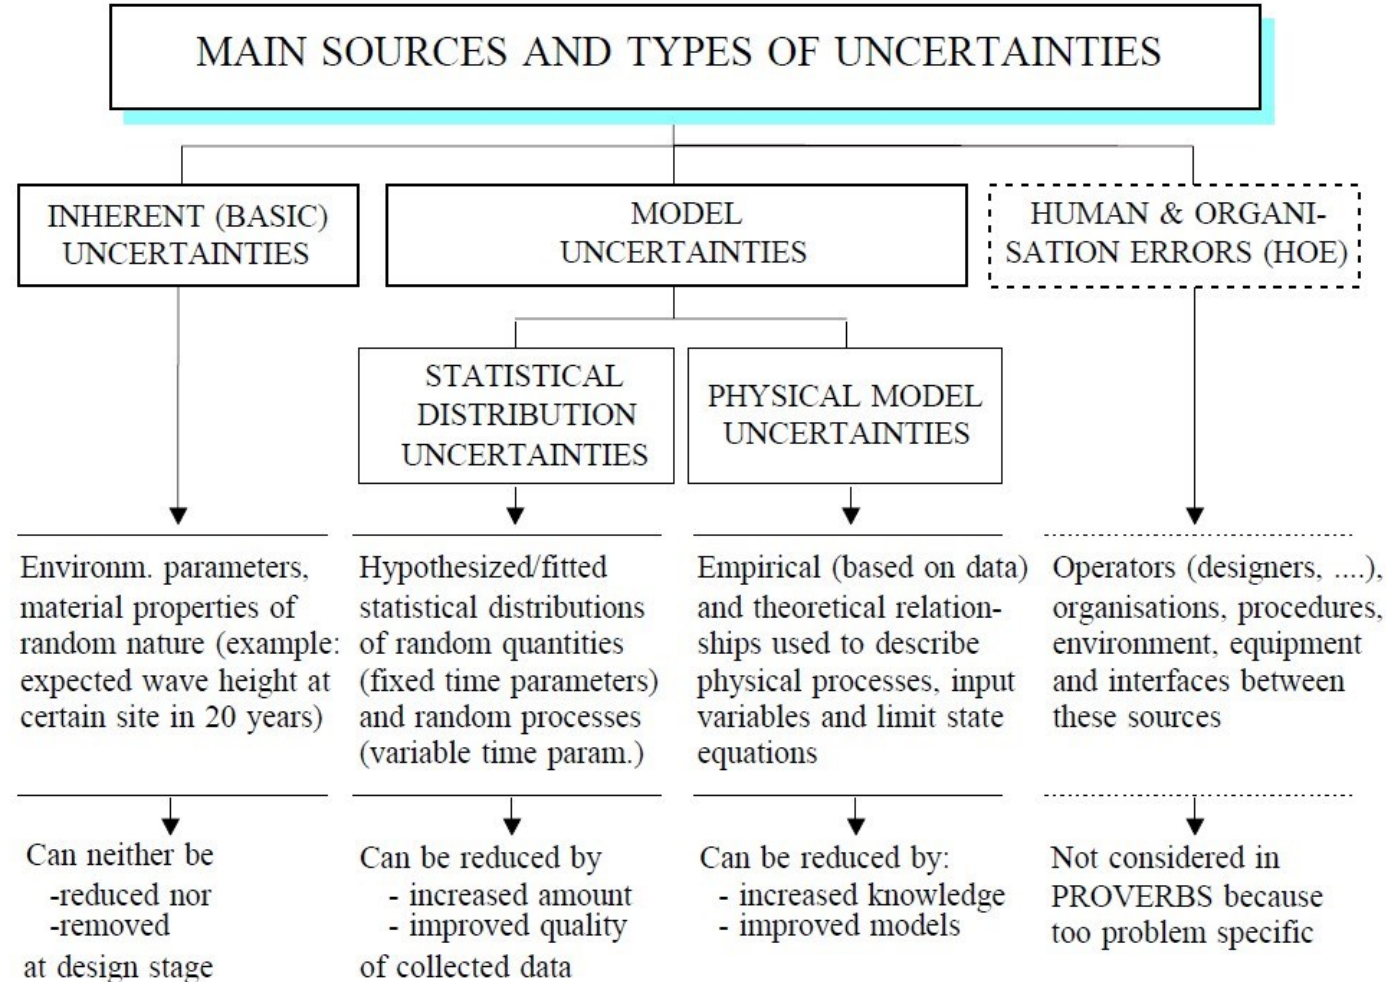 MAIN SOURCES AND TYPES OF UNCERTAINTIES
INHERENT (BASIC)
UNCERTAINTIES
MODEL
UNCERTAINTIES
HUMAN & ORGANI-
SATION ERRORS (HOE)
STATISTICAL
DISTRIBUTION
UNCERTAINTIES
PHYSICAL MODEL
UNCERTAINTIES
Environm. parameters,
material properties of
random nature (example:
expected wave height at
certain site in 20 years)
Hypothesized/fitted
statistical distributions
of random quantities
(fixed time parameters)
and random processes
(variable time param.)
Empirical (based on data)
and theoretical relation-
ships used to describe
physical processes, input
variables and limit state
equations
Operators (designers, ....),
organisations, procedures,
environment, equipment
and interfaces between
these sources
Can neither be
-reduced nor
-removed
at design stage
Can be reduced by
- increased amount
- improved quality
of collected data
Can be reduced by:
- increased knowledge
- improved models
Not considered in
PROVERBS because
too problem specific